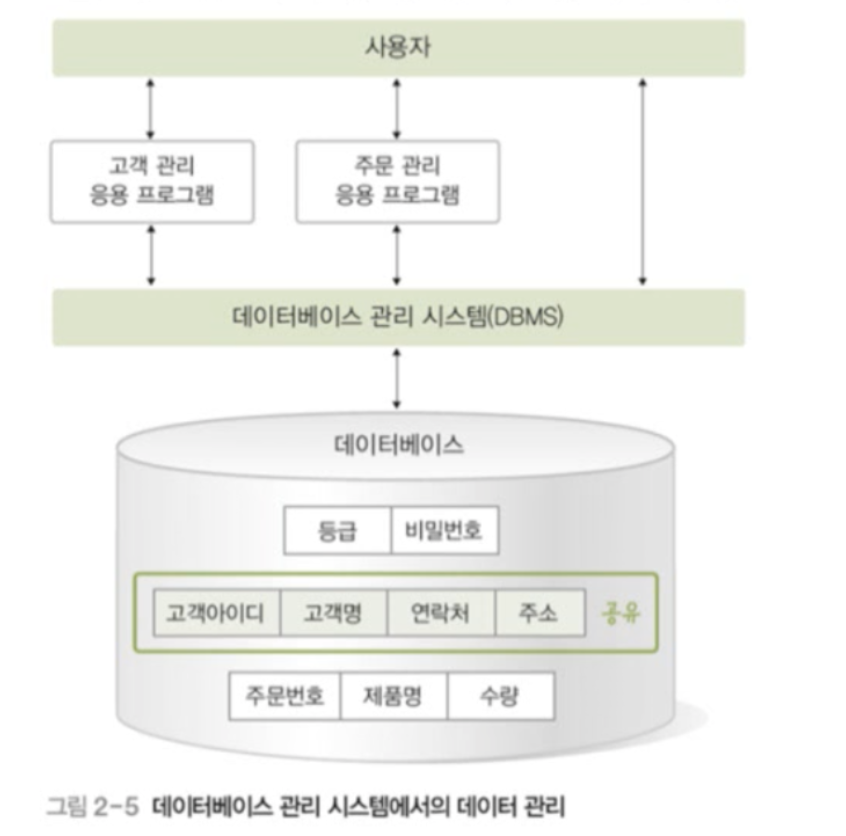 사용자
고객 관리
응용 프로그램
주문 관리
응용 프로그램
데이터베이스 관리 시스템(DBMS)
데이터베이스
등급 비밀번호
고객아이디 고객명 연락처 주소 공유
주문번호 제품명 수량
그림 2-5 데이터베이스 관리 시스템에서의 데이터 관리